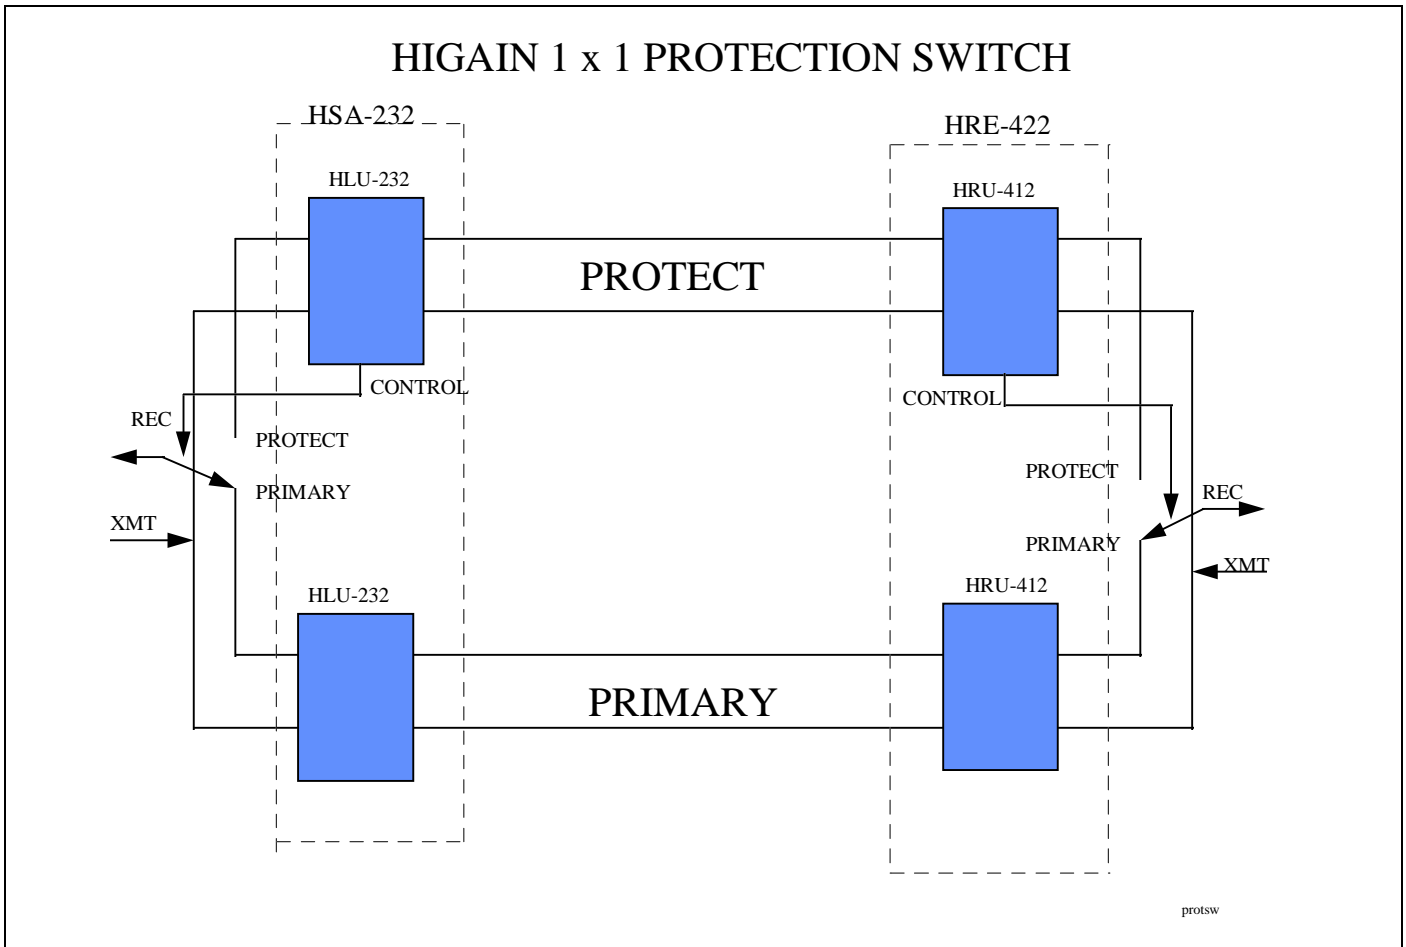 HIGAIN 1 x 1 PROTECTION SWITCH
HSA-232
HRE-422
HLU-232
HRU-412
PROTECT
CONTROL
CONTROL
REC
PROTECT
PROTECT
PRIMARY
REC
XMT
PRIMARY
XMT
HLU-232
HRU-412
PRIMARY
protsw